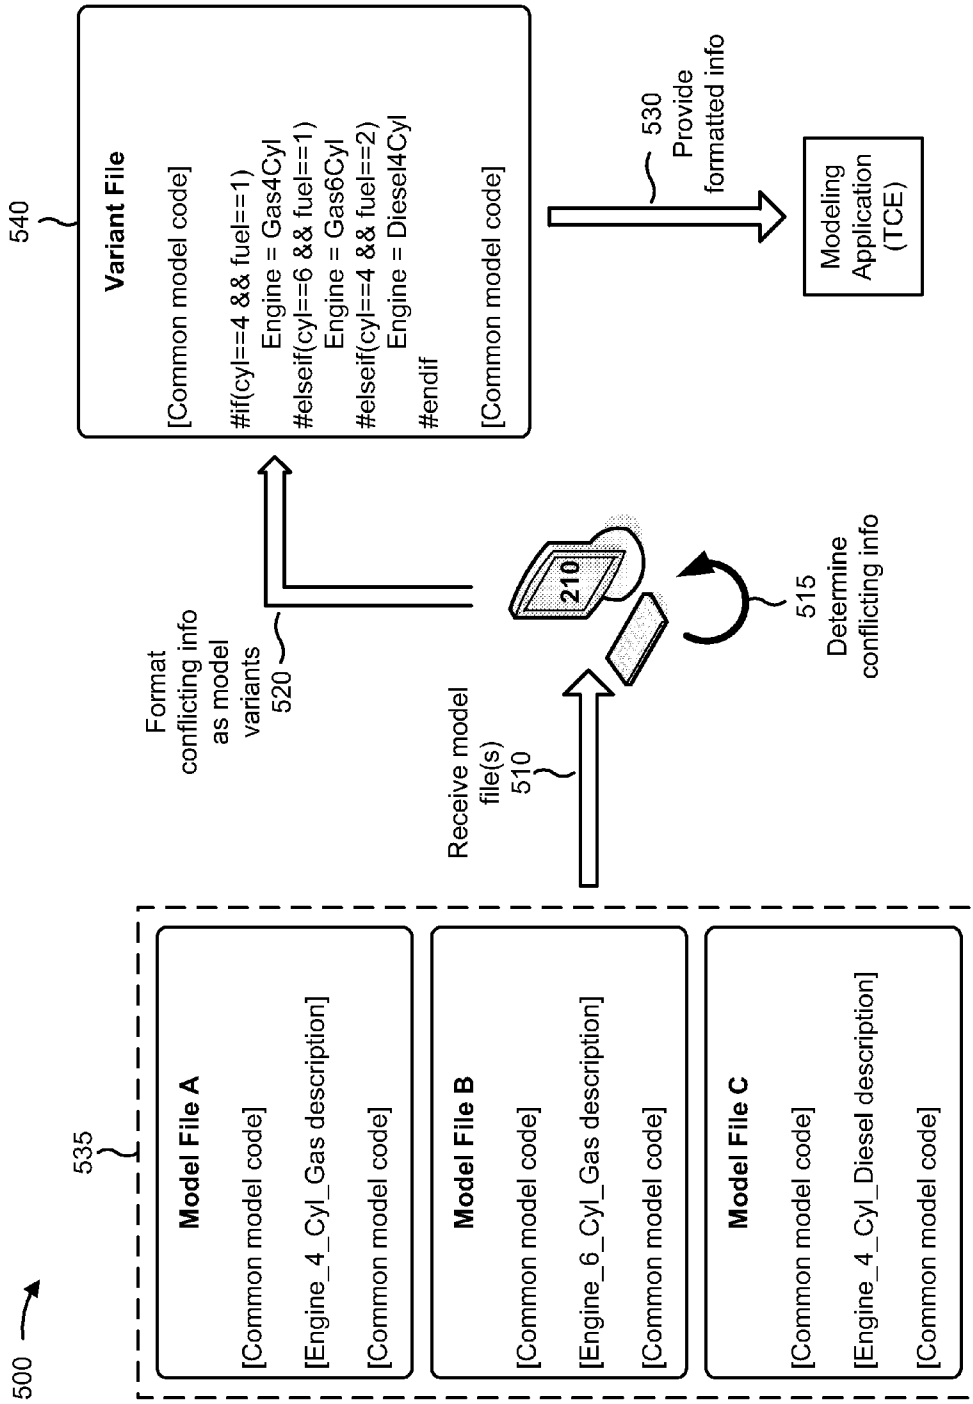 500
535
Model File A
[Common model code]
[Engine_4_Cyl_Gas description]
[Common model code]
Model File B
[Common model code]
[Engine_6_Cyl_Gas description]
[Common model code]
Model File C
[Common model code]
[Engine_4_Cyl_Diesel description]
[Common model code]
Receive model
file(s)
510
210
515
Determine
conflicting info
Format
conflicting info
as model
variants
520
540
Variant File
[Common model code]
#if(cyl==4 && fuel==1)
Engine = Gas4Cyl
#elseif(cyl==6 && fuel==1)
Engine = Gas6Cyl
#elseif(cyl==4 && fuel==2)
Engine = Diesel4Cyl
#endif
[Common model code]
530
Provide
formatted info
Modeling
Application
(TCE)